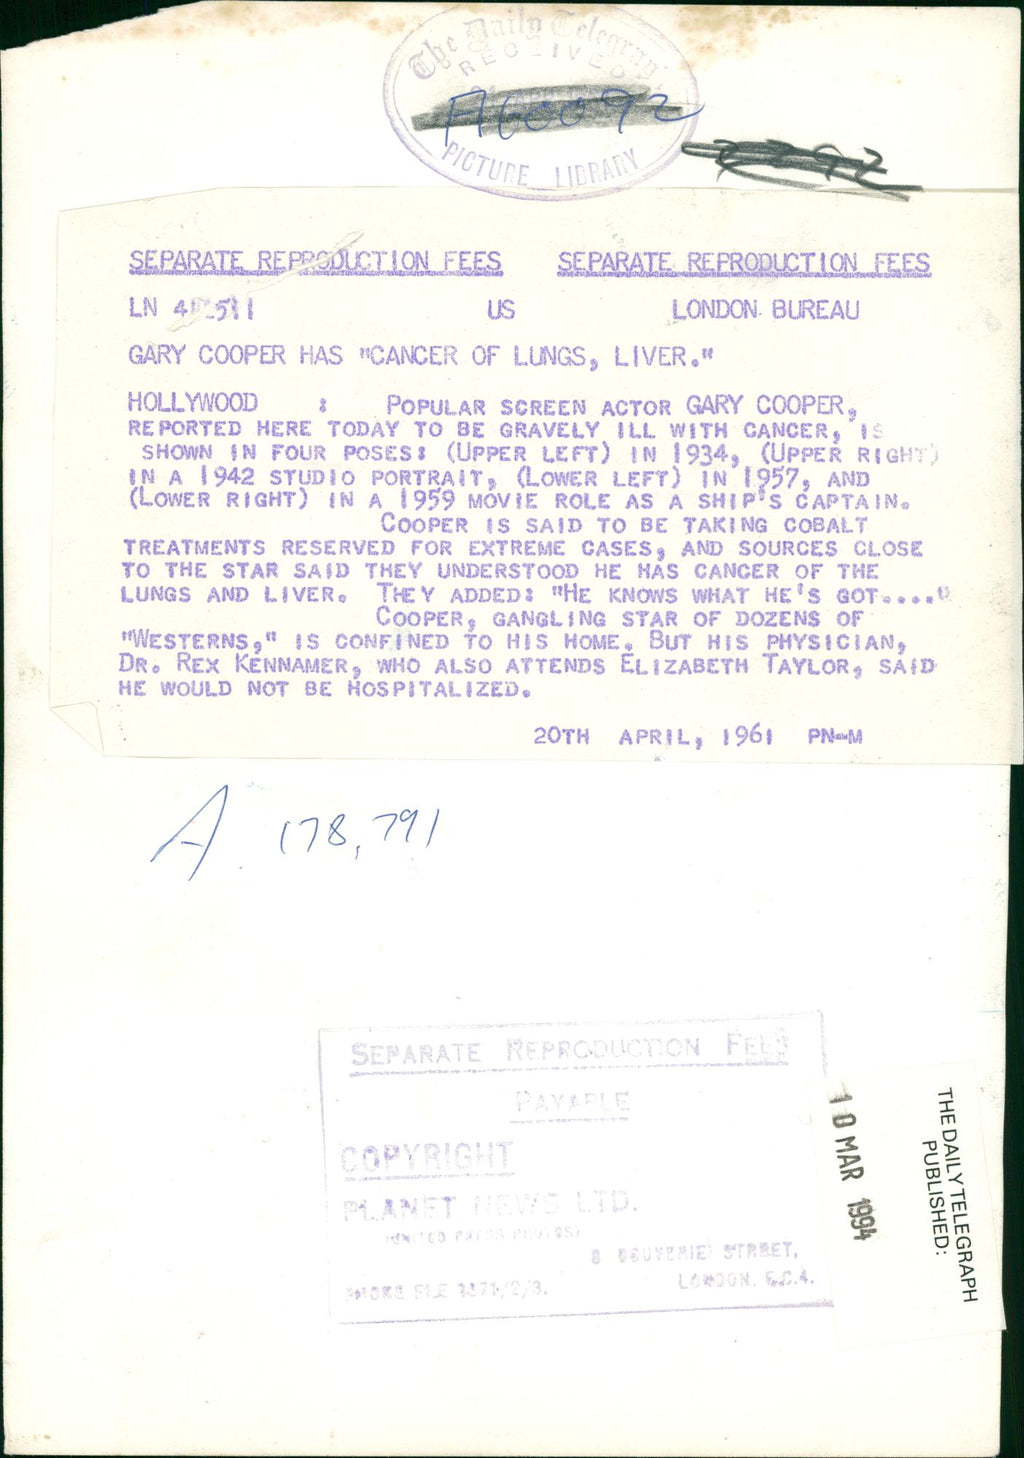 The Daily Telegraph
RECEIVED
A60092
PICTURE LIBRARY
SEPARATE REPRODUCTION FEES SEPARATE REPRODUCTION FEES
LN US LONDON BUREAU
GARY COOPER HAS "CANCER OF LUNGS, LIVER."
HOLLYWOOD : POPULAR SCREEN ACTOR GARY COOPER,
REPORTED HERE TODAY TO BE GRAVELY ILL WITH CANCER, IS
SHOWN IN FOUR POSES: (UPPER LEFT) IN 1934, (UPPER RIGHT)
IN A 1942 STUDIO PORTRAIT, (LOWER LEFT) IN 1957, AND
(LOWER RIGHT) IN A 1959 MOVIE ROLE AS A SHIP'S CAPTAIN.
COOPER IS SAID TO BE TAKING COBALT
TREATMENTS RESERVED FOR EXTREME CASES, AND SOURCES CLOSE
TO THE STAR SAID THEY UNDERSTOOD HE HAS CANCER OF THE
LUNGS AND LIVER. THEY ADDED: "HE KNOWS WHAT HE'S GOT...."
COOPER, GANGLING STAR OF DOZENS OF
"WESTERNS," IS CONFINED TO HIS HOME. BUT HIS PHYSICIAN,
DR. REX KENNAMER, WHO ALSO ATTENDS ELIZABETH TAYLOR, SAID
HE WOULD NOT BE HOSPITALIZED.
20TH APRIL, 1961 PN-M
A 178,791
SEPARATE REPRODUCTION FEES
PAYABLE
COPYRIGHT
PLANET NEWS LTD.
(UNITED PRESS PHOTOS)
8 BOUVERIE STREET,
LONDON, E.C.4.
10 MAR 1994
THE DAILY TELEGRAPH
PUBLISHED: